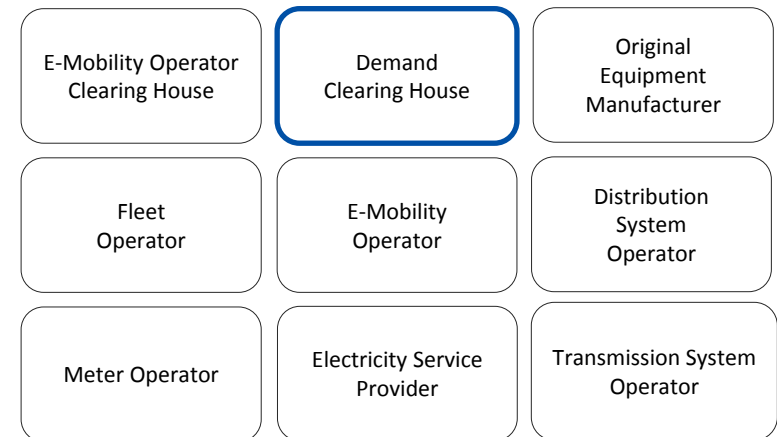 E-Mobility Operator
Clearing House
Demand
Clearing House
Original
Equipment
Manufacturer
Fleet
Operator
E-Mobility
Operator
Distribution
System
Operator
Meter Operator
Electricity Service
Provider
Transmission System
Operator